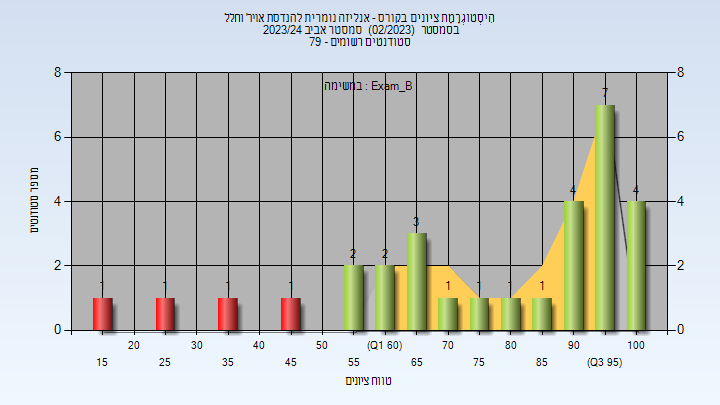 הִיסְטוֹגְרָמַת ציונים בקורס - אנליזה נומרית להנדסת אויר וחלל
בסמסטר (02/2023) סמסטר אביב 2023/24
סטודנטים רשומים - 79
במשימה : Exam_B
מספר סטודנטים
8 8
6 6
4 4
2 2
0 0
1 1 1 1 2 2 3 1 1 1 1 4 7 4
20 30 40 50 (Q1 60) 70 80 90 100
15 25 35 45 55 65 75 85 (Q3 95)
טווח ציונים